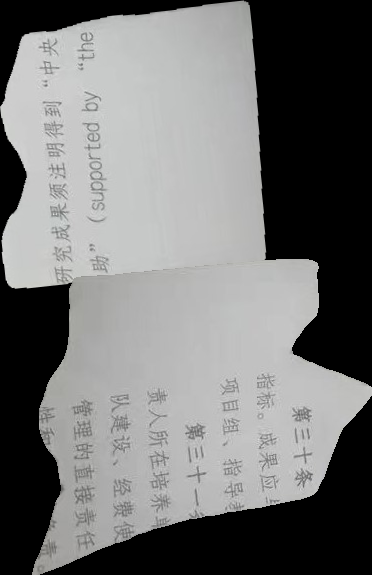 研究成果须注明得到“中央
助”（supported by “the
第三十条
指标。成果应
项目组、指导
第三十一
责人所在培养
队建设、经费使
管理的直接责任
责。